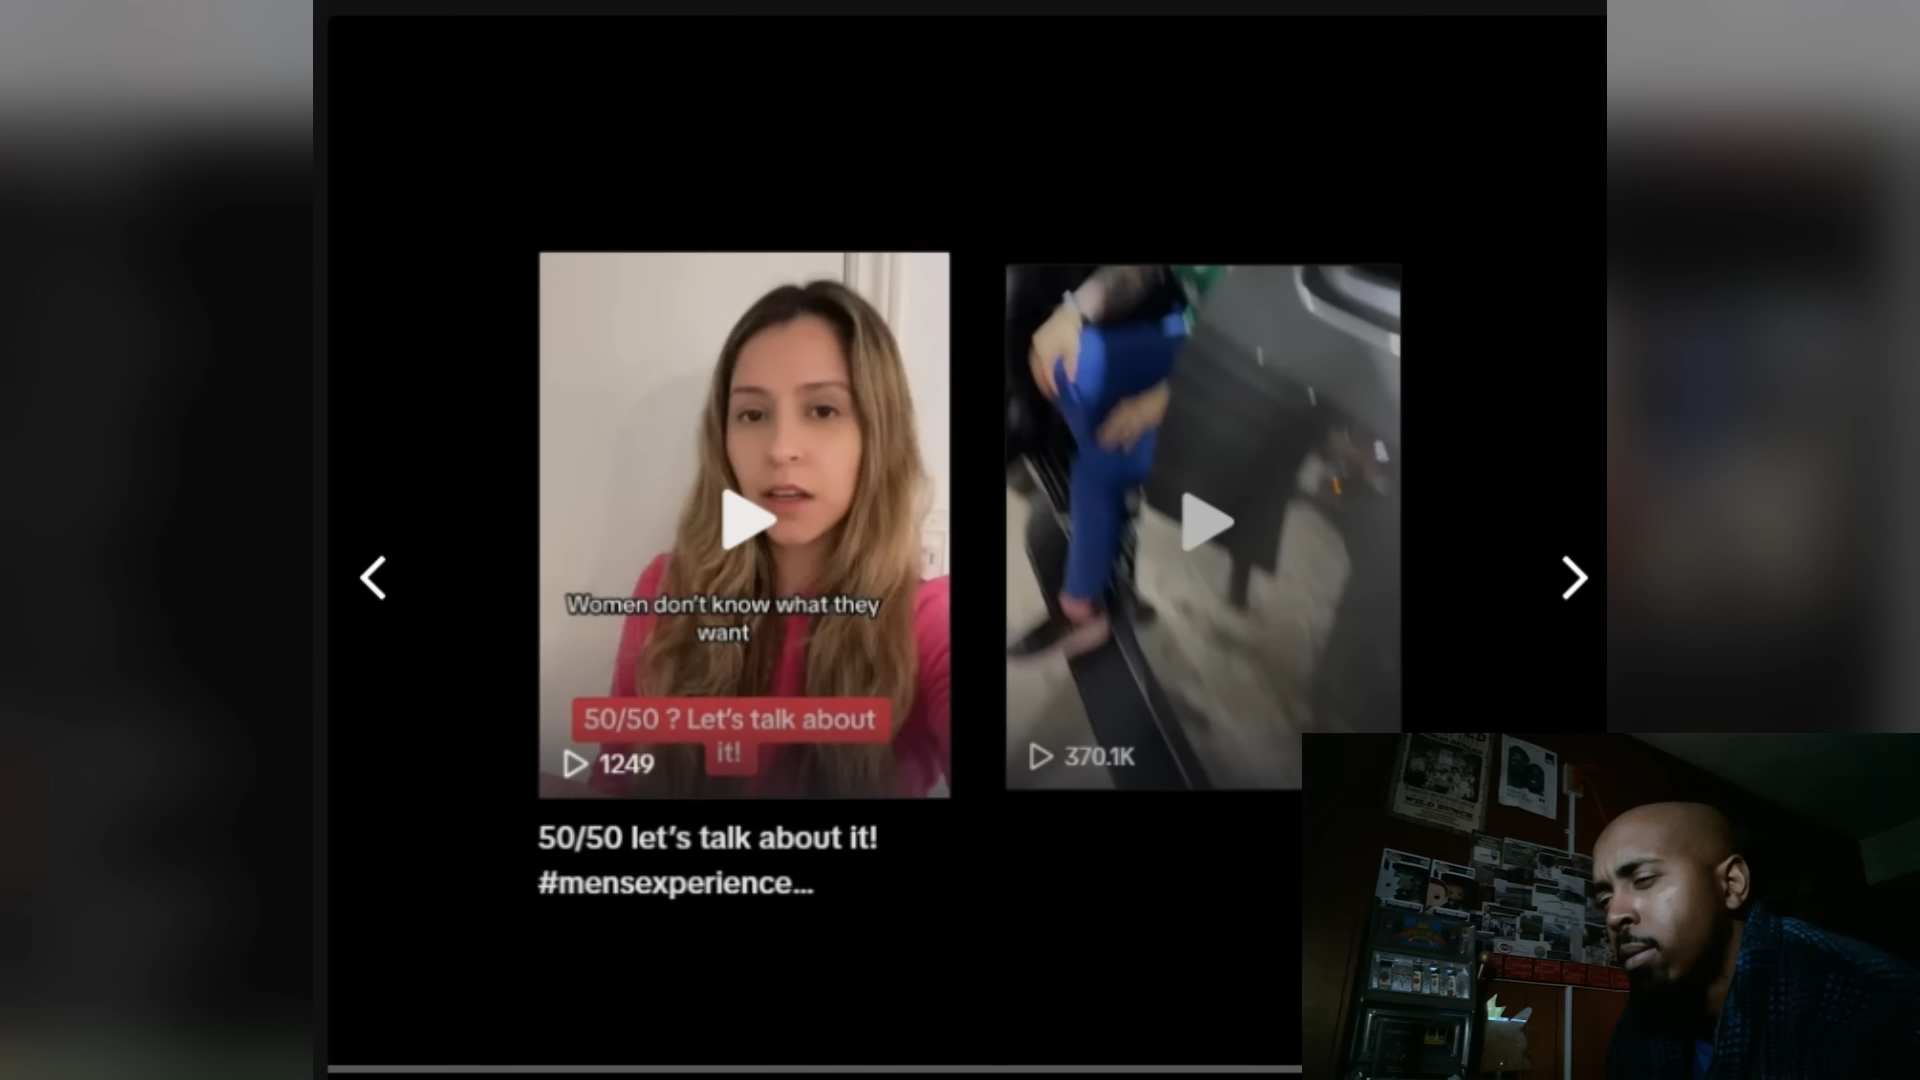 Women don't know what they
want
50/50 ? Let's talk about
it!
1249
370.1K
50/50 let's talk about it!
#mensexperience...